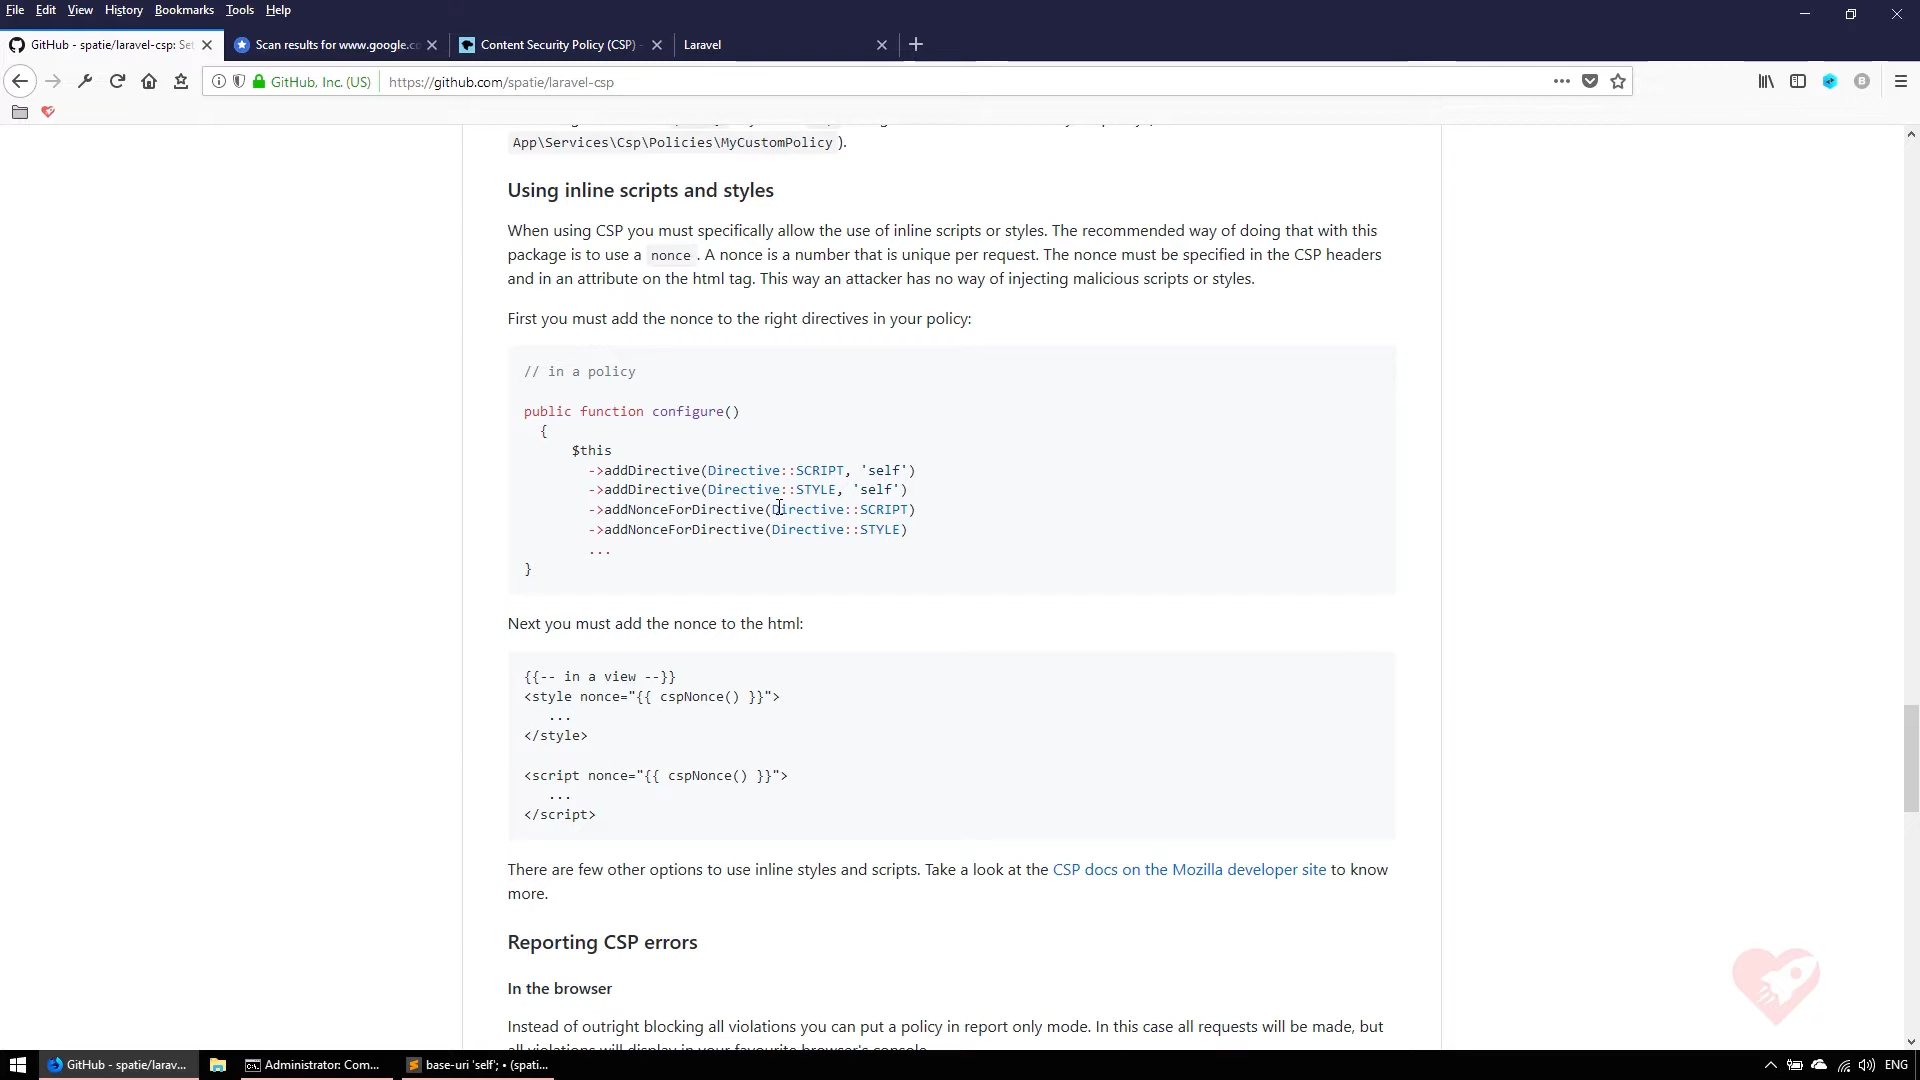 File Edit View History Bookmarks Tools Help
GitHub - spatie/laravel-csp: Set
Scan results for www.google.co
Content Security Policy (CSP) -
Laravel
GitHub, Inc. (US) https://github.com/spatie/laravel-csp
App\Services\Csp\Policies\MyCustomPolicy ).
Using inline scripts and styles
When using CSP you must specifically allow the use of inline scripts or styles. The recommended way of doing that with this
package is to use a nonce . A nonce is a number that is unique per request. The nonce must be specified in the CSP headers
and in an attribute on the html tag. This way an attacker has no way of injecting malicious scripts or styles.
First you must add the nonce to the right directives in your policy:
// in a policy
public function configure()
{
$this
->addDirective(Directive::SCRIPT, 'self')
->addDirective(Directive::STYLE, 'self')
->addNonceForDirective(Directive::SCRIPT)
->addNonceForDirective(Directive::STYLE)
...
}
Next you must add the nonce to the html:
{{-- in a view --}}
<style nonce="{{ cspNonce() }}">
...
</style>
<script nonce="{{ cspNonce() }}">
...
</script>
There are few other options to use inline styles and scripts. Take a look at the CSP docs on the Mozilla developer site to know
more.
Reporting CSP errors
In the browser
Instead of outright blocking all violations you can put a policy in report only mode. In this case all requests will be made, but
all violations will display in your favourite browser's console.
GitHub - spatie/larav...
Administrator: Com...
base-uri 'self'; • (spati...
ENG